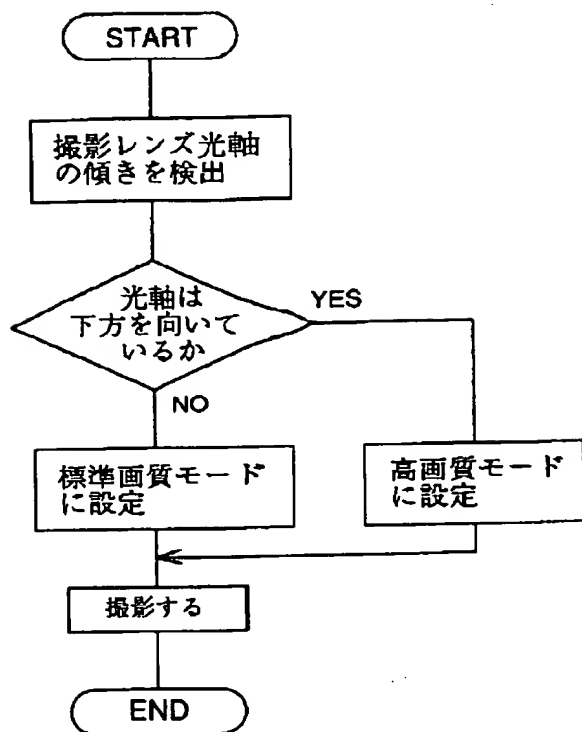 START
撮影レンズ光軸
の傾きを検出
光軸は
下方を向いて
いるか
YES
NO
標準画質モード
に設定
高画質モード
に設定
撮影する
END